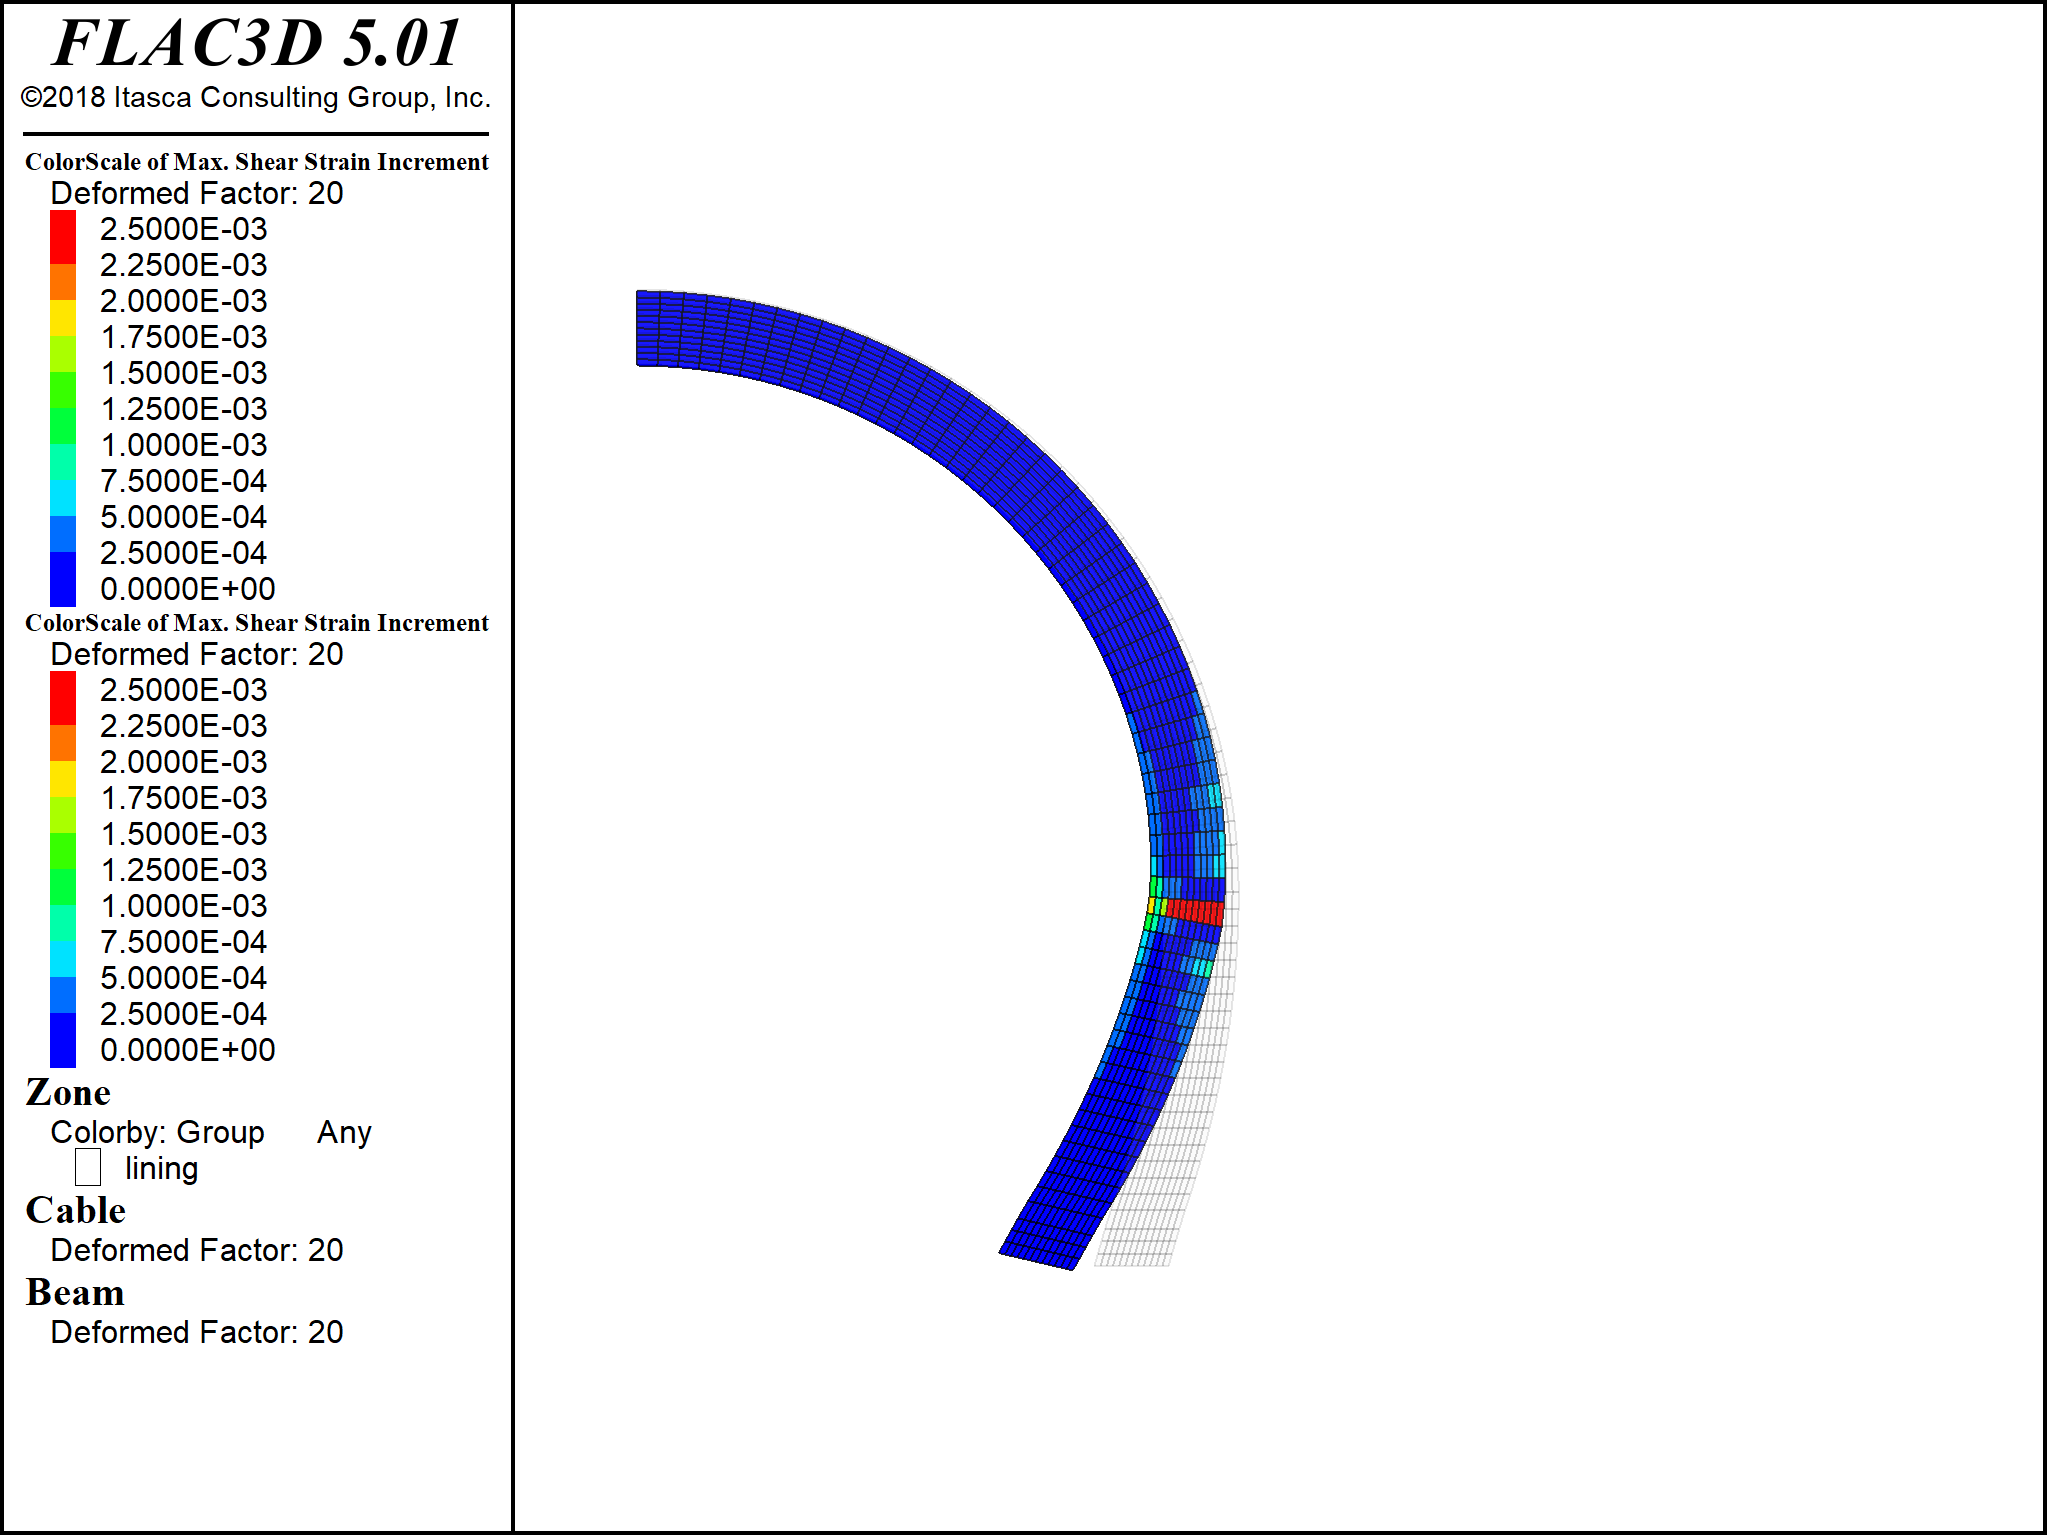 FLAC3D 5.01
©2018 Itasca Consulting Group, Inc.
ColorScale of Max. Shear Strain Increment
Deformed Factor: 20
2.5000E-03
2.2500E-03
2.0000E-03
1.7500E-03
1.5000E-03
1.2500E-03
1.0000E-03
7.5000E-04
5.0000E-04
2.5000E-04
0.0000E+00
ColorScale of Max. Shear Strain Increment
Deformed Factor: 20
2.5000E-03
2.2500E-03
2.0000E-03
1.7500E-03
1.5000E-03
1.2500E-03
1.0000E-03
7.5000E-04
5.0000E-04
2.5000E-04
0.0000E+00
Zone
Colorby: Group Any
lining
Cable
Deformed Factor: 20
Beam
Deformed Factor: 20